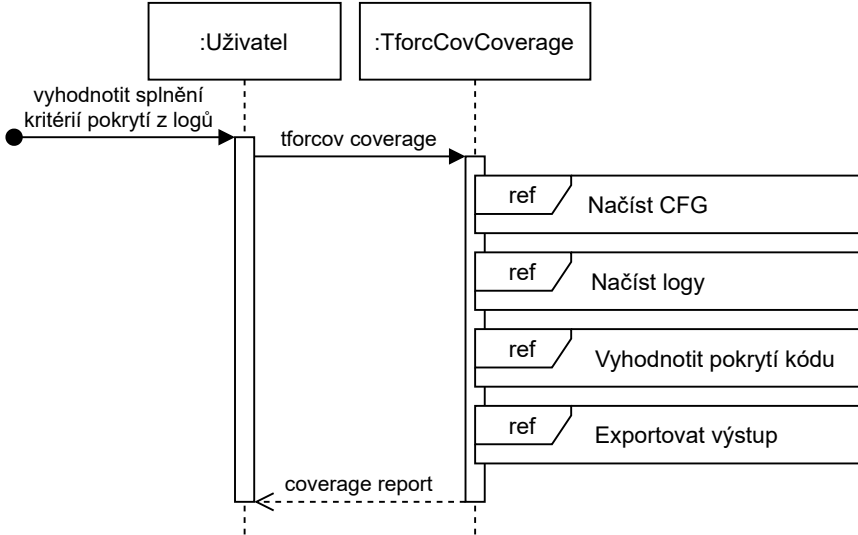 :Uživatel
:TforcCovCoverage
vyhodnotit splnění
kritérií pokrytí z logů
tforcov coverage
ref
Načíst CFG
ref
Načíst logy
ref
Vyhodnotit pokrytí kódu
ref
Exportovat výstup
coverage report